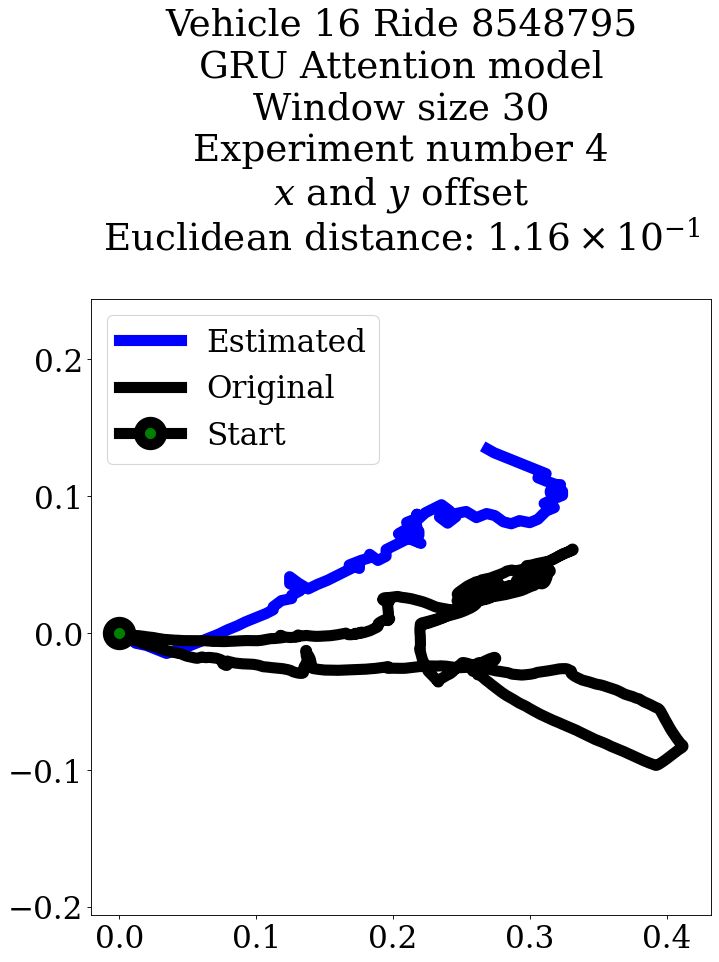 Vehicle 16 Ride 8548795
GRU Attention model
Window size 30
Experiment number 4
x and y offset
Euclidean distance: 1.16 × 10⁻¹
Estimated
Original
Start
0.2
0.1
0.0
−0.1
−0.2
0.0 0.1 0.2 0.3 0.4